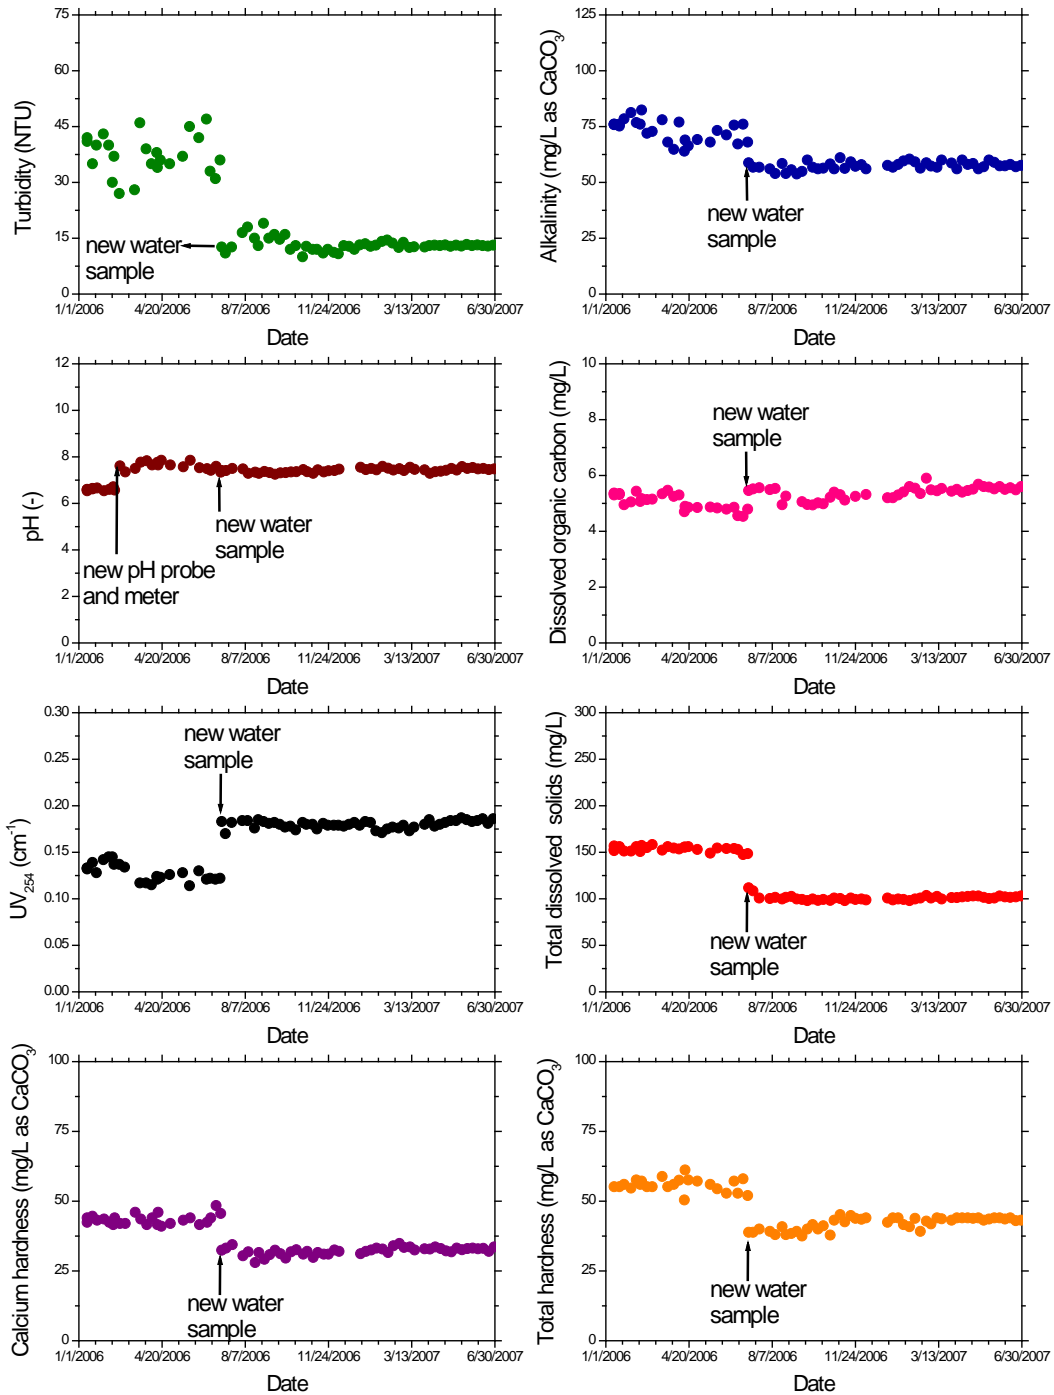 Turbidity (NTU)
75
60
45
30
15
0
new water
sample
1/1/2006 4/20/2006 8/7/2006 11/24/2006 3/13/2007 6/30/2007
Date
Alkalinity (mg/L as CaCO3)
125
100
75
50
25
0
new water
sample
1/1/2006 4/20/2006 8/7/2006 11/24/2006 3/13/2007 6/30/2007
Date
pH (-)
12
10
8
6
4
2
0
new water
sample
new pH probe
and meter
1/1/2006 4/20/2006 8/7/2006 11/24/2006 3/13/2007 6/30/2007
Date
Dissolved organic carbon (mg/L)
10
8
6
4
2
0
new water
sample
1/1/2006 4/20/2006 8/7/2006 11/24/2006 3/13/2007 6/30/2007
Date
UV254 (cm-1)
0.30
0.25
0.20
0.15
0.10
0.05
0.00
new water
sample
1/1/2006 4/20/2006 8/7/2006 11/24/2006 3/13/2007 6/30/2007
Date
Total dissolved solids (mg/L)
300
250
200
150
100
50
0
new water
sample
1/1/2006 4/20/2006 8/7/2006 11/24/2006 3/13/2007 6/30/2007
Date
Calcium hardness (mg/L as CaCO3)
100
75
50
25
0
new water
sample
1/1/2006 4/20/2006 8/7/2006 11/24/2006 3/13/2007 6/30/2007
Date
Total hardness (mg/L as CaCO3)
100
75
50
25
0
new water
sample
1/1/2006 4/20/2006 8/7/2006 11/24/2006 3/13/2007 6/30/2007
Date